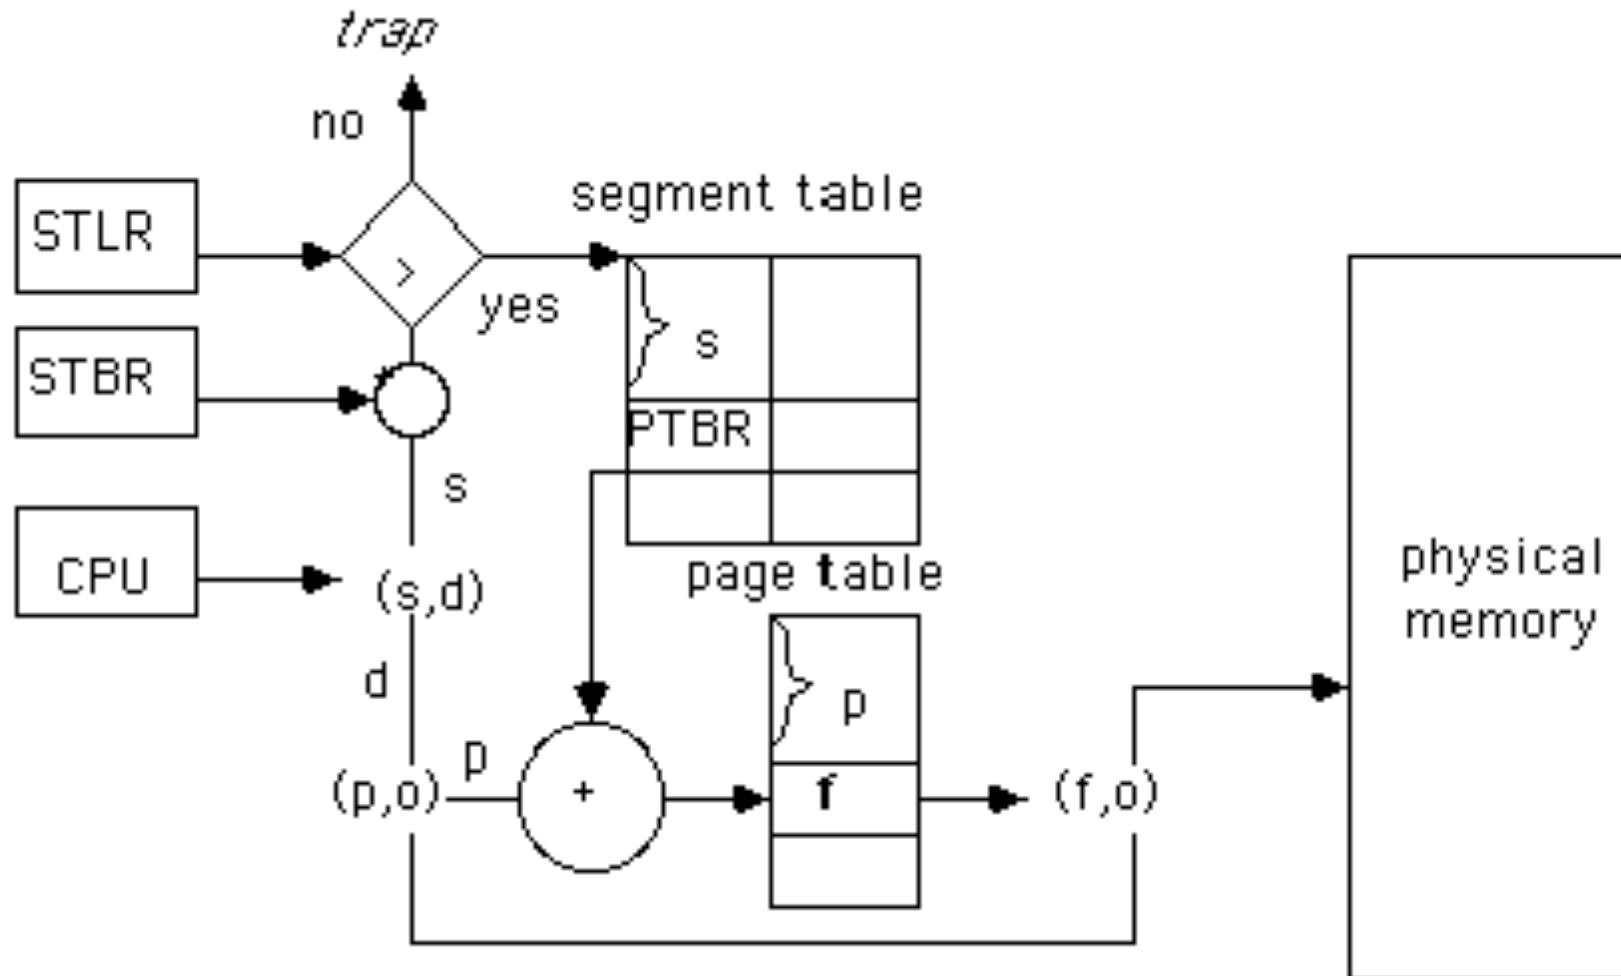 trap
no
segment table
STLR
>
yes
s
STBR
PTBR
s
CPU
(s,d)
page table
physical
memory
d
p
p
(p,o)
+
f
(f,o)